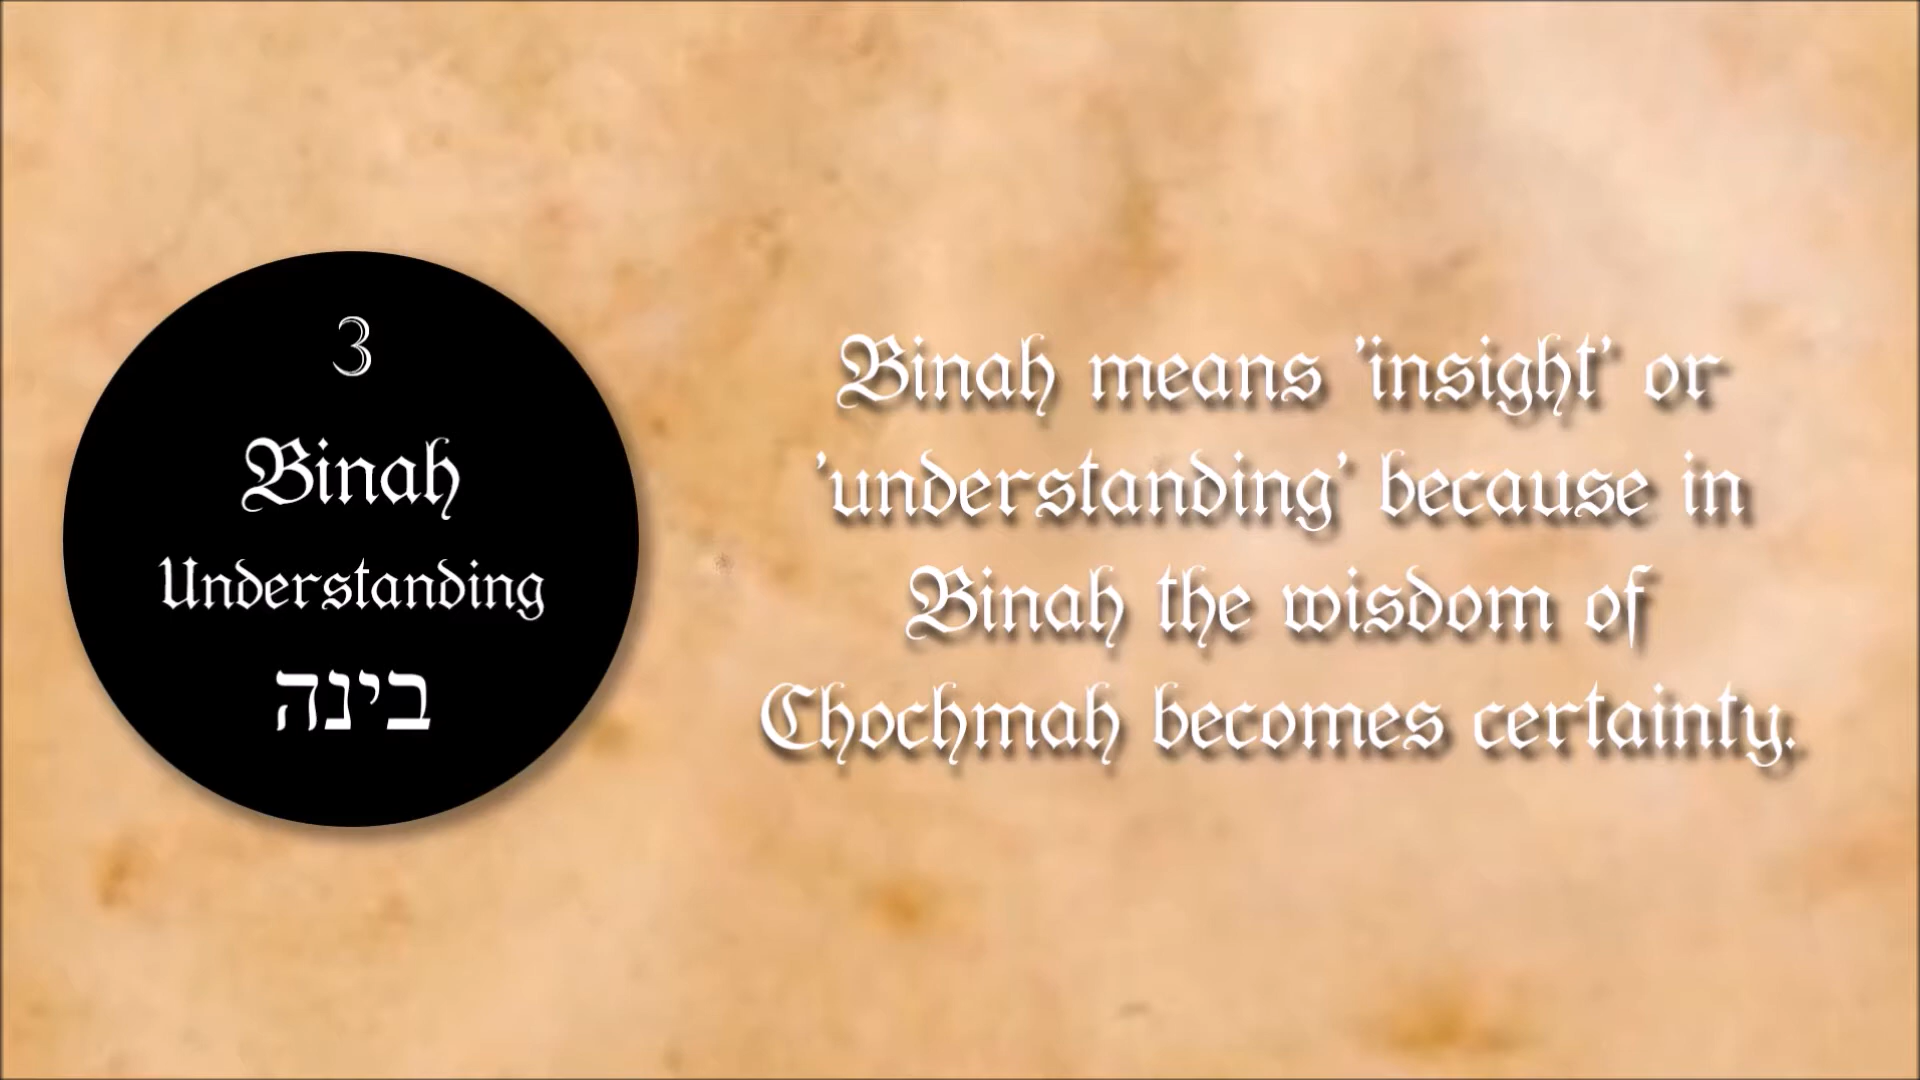 3
Binah
Understanding
בינה
Binah means 'insight' or
'understanding' because in
Binah the wisdom of
Chochmah becomes certainty.